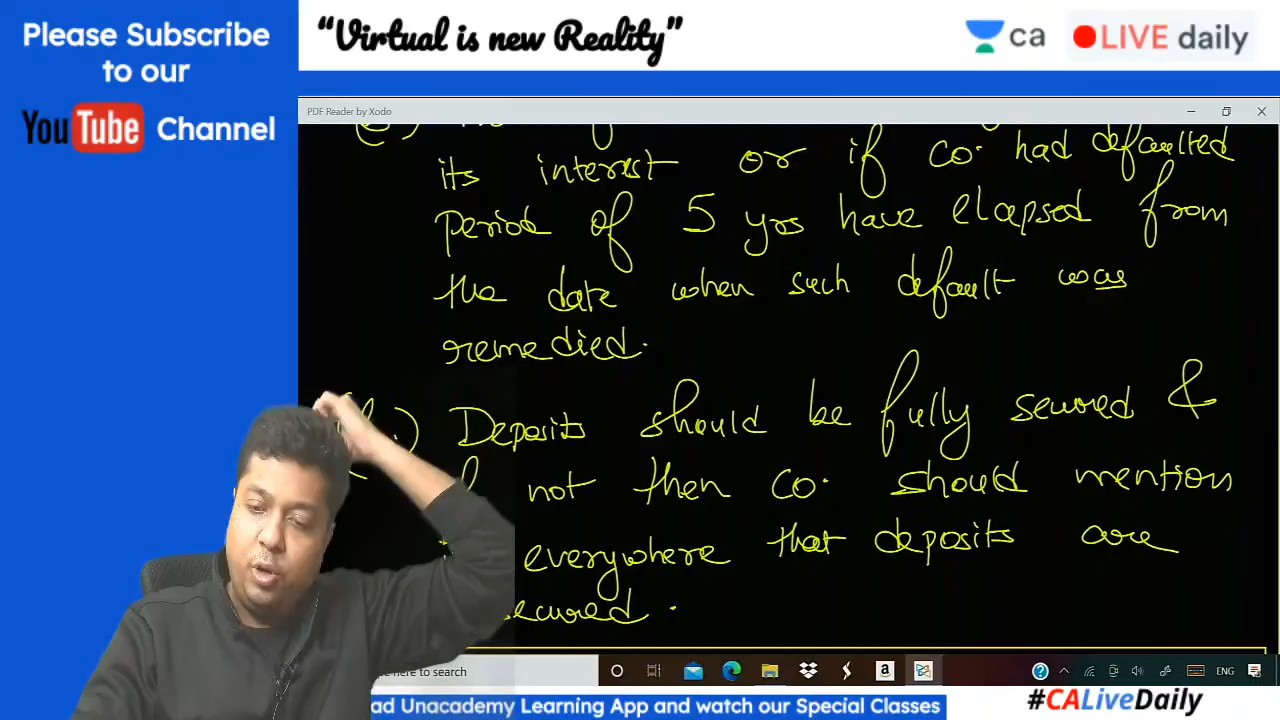 Please Subscribe
to our
YouTube Channel
“Virtual is new Reality”
ca
LIVE daily
PDF Reader by Xodo
its interest or if co. had defaulted
period of 5 yrs have elapsed from
the date when such default was
remedied.
Deposits should be fully secured &
not then co. should mention
everywhere that deposits are
secured.
here to search
ENG
ad Unacademy Learning App and watch our Special Classes
#CALiveDaily